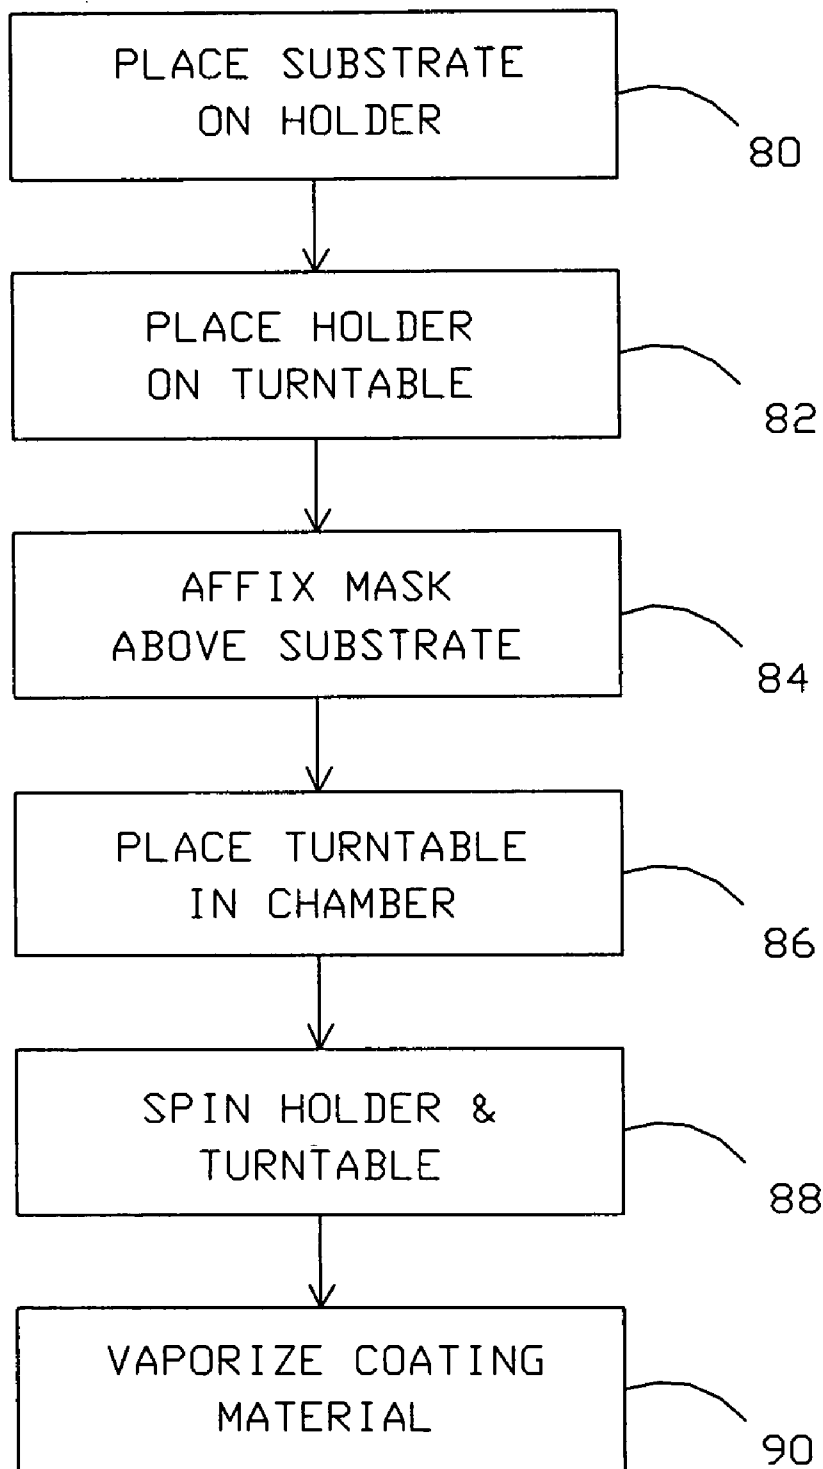 PLACE SUBSTRATE
ON HOLDER
80
PLACE HOLDER
ON TURNTABLE
82
AFFIX MASK
ABOVE SUBSTRATE
84
PLACE TURNTABLE
IN CHAMBER
86
SPIN HOLDER &
TURNTABLE
88
VAPORIZE COATING
MATERIAL
90